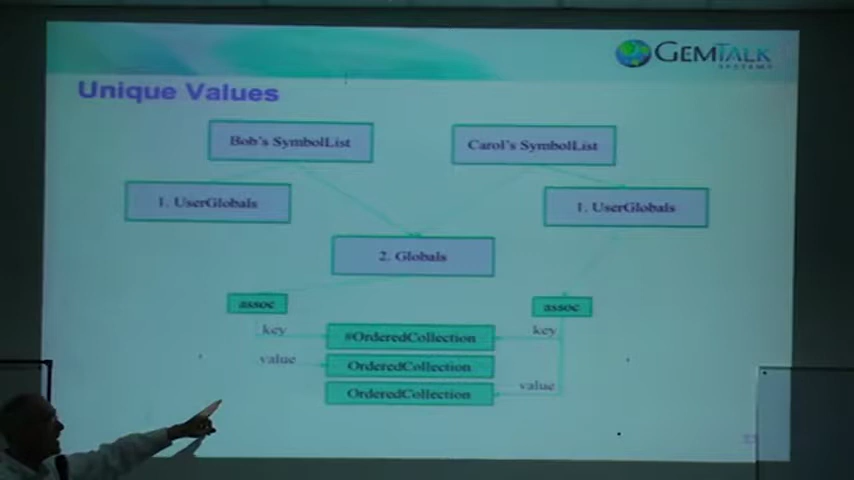 GEMTALK
SYSTEMS
Unique Values
Bob's SymbolList
Carol's SymbolList
1. UserGlobals
1. UserGlobals
2. Globals
assoc
assoc
key
#OrderedCollection
key
value
OrderedCollection
OrderedCollection
value